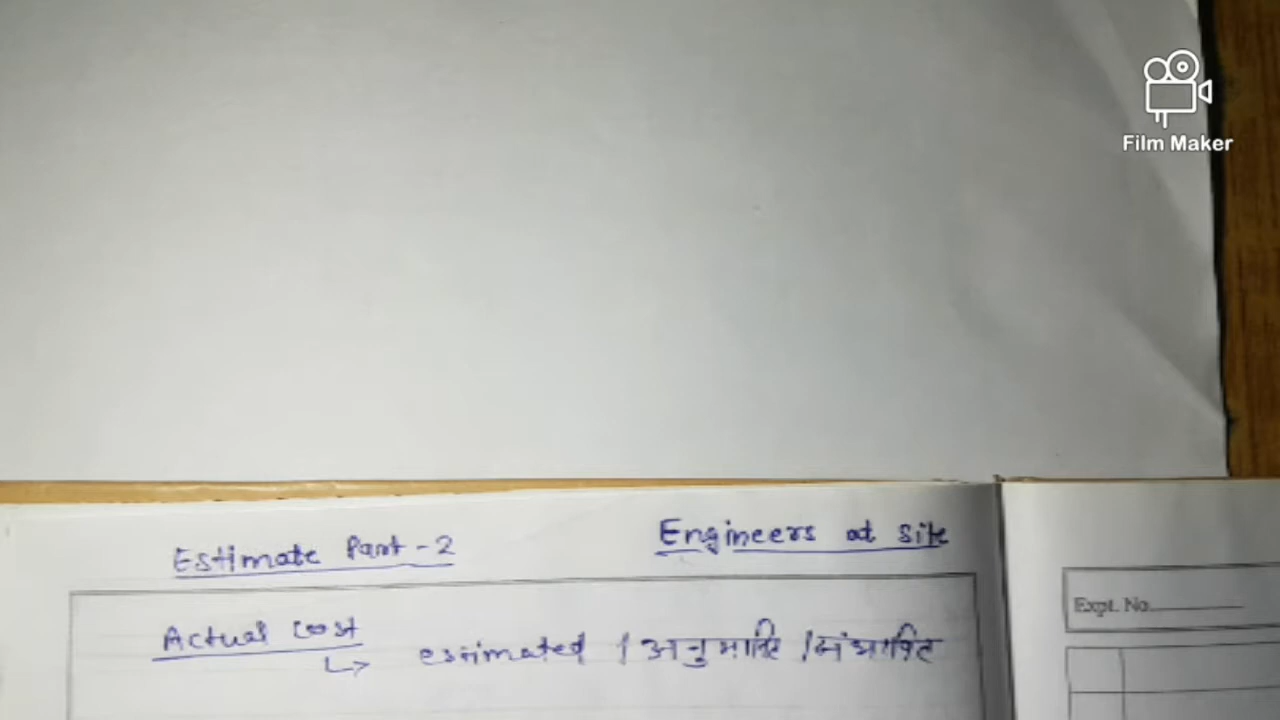 Film Maker
Estimate Part-2
Engineers at Site
Actual cost
↳ estimated / अनुमानित / संभावित
Expt. No.